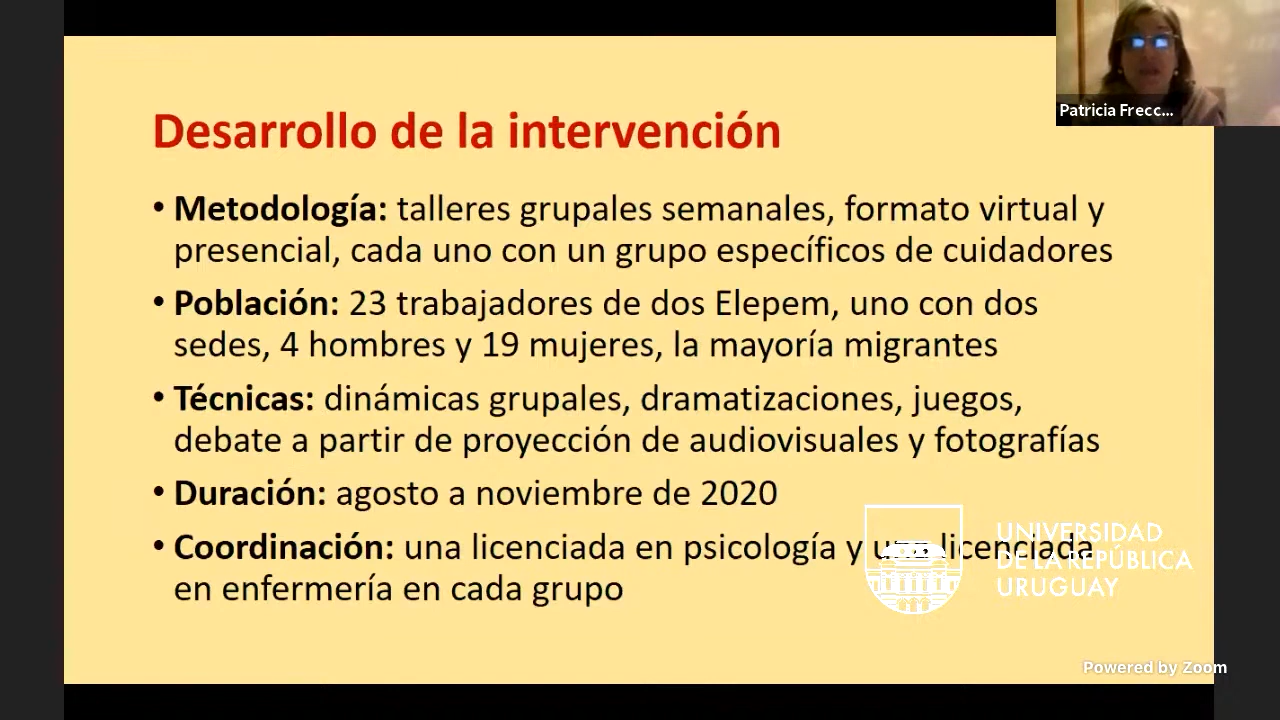 Patricia Frecc...
Desarrollo de la intervención
• Metodología: talleres grupales semanales, formato virtual y
presencial, cada uno con un grupo específicos de cuidadores
• Población: 23 trabajadores de dos Elepem, uno con dos
sedes, 4 hombres y 19 mujeres, la mayoría migrantes
• Técnicas: dinámicas grupales, dramatizaciones, juegos,
debate a partir de proyección de audiovisuales y fotografías
• Duración: agosto a noviembre de 2020
• Coordinación: una licenciada en psicología y una licenciada
en enfermería en cada grupo
UNIVERSIDAD
DE LA REPÚBLICA
URUGUAY
Powered by Zoom